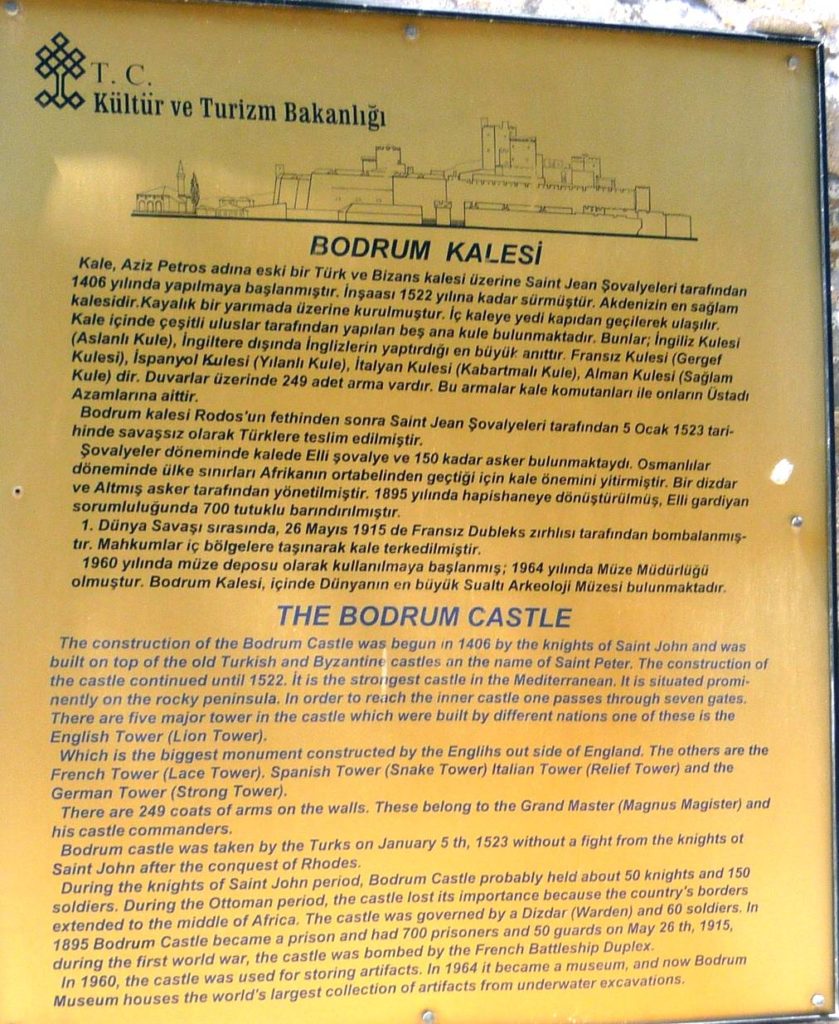 T. C.
Kültür ve Turizm Bakanlığı
BODRUM KALESİ
Kale, Aziz Petros adına eski bir Türk ve Bizans kalesi üzerine Saint Jean Şovalyeleri tarafından
1406 yılında yapılmaya başlanmıştır. İnşaası 1522 yılına kadar sürmüştür. Akdenizin en sağlam
kalesidir.Kayalık bir yarımada üzerine kurulmuştur. İç kaleye yedi kapıdan geçilerek ulaşılır.
Kale içinde çeşitli uluslar tarafından yapılan beş ana kule bulunmaktadır. Bunlar; İngiliz Kulesi
(Aslanlı Kule), İngiltere dışında İnglizlerin yaptırdığı en büyük anıttır. Fransız Kulesi (Gergef
Kulesi), İspanyol Kulesi (Yılanlı Kule), İtalyan Kulesi (Kabartmalı Kule), Alman Kulesi (Sağlam
Kule) dir. Duvarlar üzerinde 249 adet arma vardır. Bu armalar kale komutanları ile onların Üstadı
Azamlarına aittir.
Bodrum kalesi Rodos'un fethinden sonra Saint Jean Şovalyeleri tarafından 5 Ocak 1523 tari-
hinde savaşsız olarak Türklere teslim edilmiştir.
Şovalyeler döneminde kalede Elli şovalye ve 150 kadar asker bulunmaktaydı. Osmanlılar
döneminde ülke sınırları Afrikanın ortabelinden geçtiği için kale önemini yitirmiştir. Bir dizdar
ve Altmış asker tarafından yönetilmiştir. 1895 yılında hapishaneye dönüştürülmüş, Elli gardiyan
sorumluluğunda 700 tutuklu barındırılmıştır.
1. Dünya Savaşı sırasında, 26 Mayıs 1915 de Fransız Dubleks zırhlısı tarafından bombalanmış-
tır. Mahkumlar iç bölgelere taşınarak kale terkedilmiştir.
1960 yılında müze deposu olarak kullanılmaya başlanmış; 1964 yılında Müze Müdürlüğü
olmuştur. Bodrum Kalesi, içinde Dünyanın en büyük Sualtı Arkeoloji Müzesi bulunmaktadır.
THE BODRUM CASTLE
The construction of the Bodrum Castle was begun in 1406 by the knights of Saint John and was
built on top of the old Turkish and Byzantine castles an the name of Saint Peter. The construction of
the castle continued until 1522. İt is the strongest castle in the Mediterranean. It is situated promi-
nently on the rocky peninsula. In order to reach the inner castle one passes through seven gates.
There are five major tower in the castle which were built by different nations one of these is the
English Tower (Lion Tower).
Which is the biggest monument constructed by the Englihs out side of England. The others are the
French Tower (Lace Tower). Spanish Tower (Snake Tower) Italian Tower (Relief Tower) and the
German Tower (Strong Tower).
There are 249 coats of arms on the walls. These belong to the Grand Master (Magnus Magister) and
his castle commanders.
Bodrum castle was taken by the Turks on January 5 th, 1523 without a fight from the knights of
Saint John after the conquest of Rhodes.
During the knights of Saint John period, Bodrum Castle probably held about 50 knights and 150
soldiers. During the Ottoman period, the castle lost its importance because the country's borders
extended to the middle of Africa. The castle was governed by a Dizdar (Warden) and 60 soldiers. In
1895 Bodrum Castle became a prison and had 700 prisoners and 50 guards on May 26 th, 1915,
during the first world war, the castle was bombed by the French Battleship Duplex.
In 1960, the castle was used for storing artifacts. In 1964 it became a museum, and now Bodrum
Museum houses the world's largest collection of artifacts from underwater excavations.